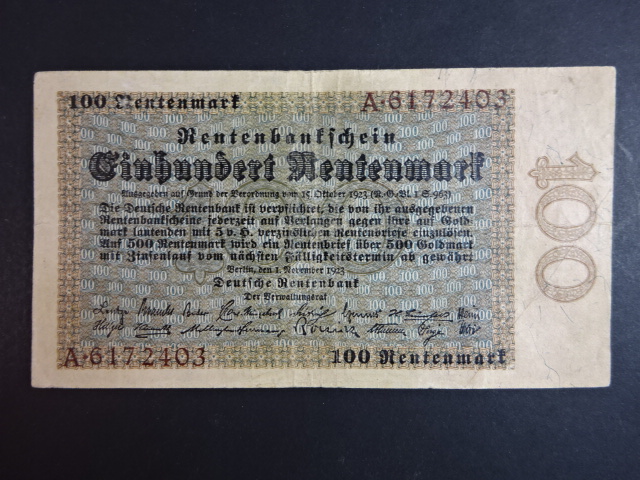 100 Rentenmark A·6172403
Rentenbankschein
Einhundert Rentenmark
Ausgegeben auf Grund der Verordnung vom 15. Oktober 1923 (R.G.Bl. I S. 963)
Die Deutsche Rentenbank ist verpflichtet, die von ihr ausgegebenen
Rentenbankscheine jederzeit auf Verlangen gegen ihre auf Gold-
mark lautenden mit 5 v. H. verzinslichen Rentenbriefe einzulösen.
Auf 500 Rentenmark wird ein Rentenbrief über 500 Goldmark
mit Zinsenlauf vom nächsten Fälligkeitstermin ab gewährt
Berlin, den 1. November 1923
Deutsche Rentenbank
Der Verwaltungsrat
A·6172403 100 Rentenmark
100